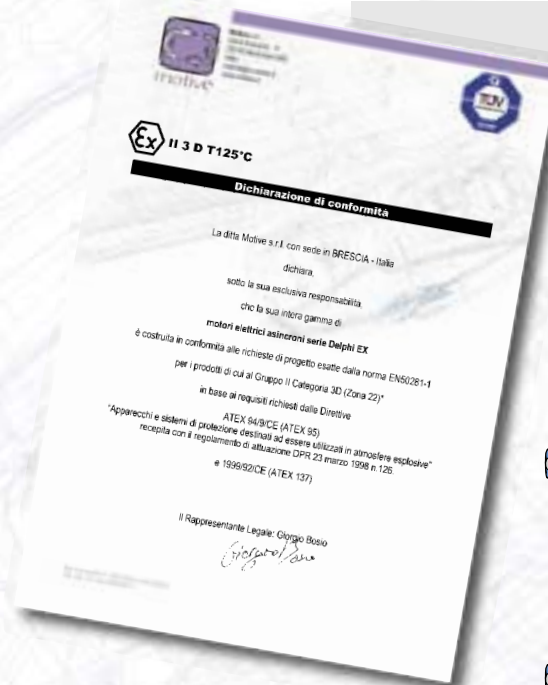 motive
TÜV
Ex II 3 D T125°C
Dichiarazione di conformità
La ditta Motive s.r.l. con sede in BRESCIA - Italia
dichiara,
sotto la sua esclusiva responsabilità,
che la sua intera gamma di
motori elettrici asincroni serie Delphi EX
è costruita in conformità alle richieste di progetto esatte dalla norma EN50281-1
per i prodotti di cui al Gruppo II Categoria 3D (Zona 22)*
in base ai requisiti richiesti dalle Direttive
ATEX 94/9/CE (ATEX 95)
"Apparecchi e sistemi di protezione destinati ad essere utilizzati in atmosfere esplosive"
recepita con il regolamento di attuazione DPR 23 marzo 1998 n.126.
e 1999/92/CE (ATEX 137)
Il Rappresentante Legale: Giorgio Bosio